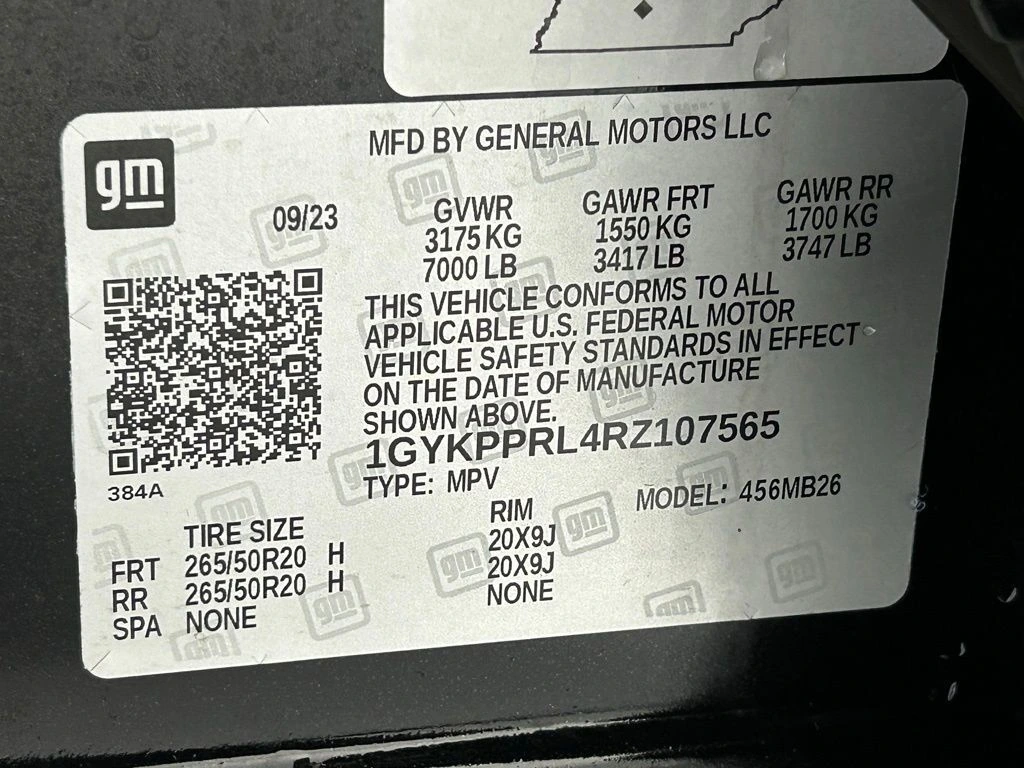 MFD BY GENERAL MOTORS LLC
gm
09/23
GVWR GAWR FRT GAWR RR
3175 KG 1550 KG 1700 KG
7000 LB 3417 LB 3747 LB
THIS VEHICLE CONFORMS TO ALL
APPLICABLE U.S. FEDERAL MOTOR
VEHICLE SAFETY STANDARDS IN EFFECT
ON THE DATE OF MANUFACTURE
SHOWN ABOVE.
1GYKPPRL4RZ107565
384A
TYPE: MPV MODEL: 456MB26
TIRE SIZE RIM
FRT 265/50R20 H 20X9J
RR 265/50R20 H 20X9J
SPA NONE NONE